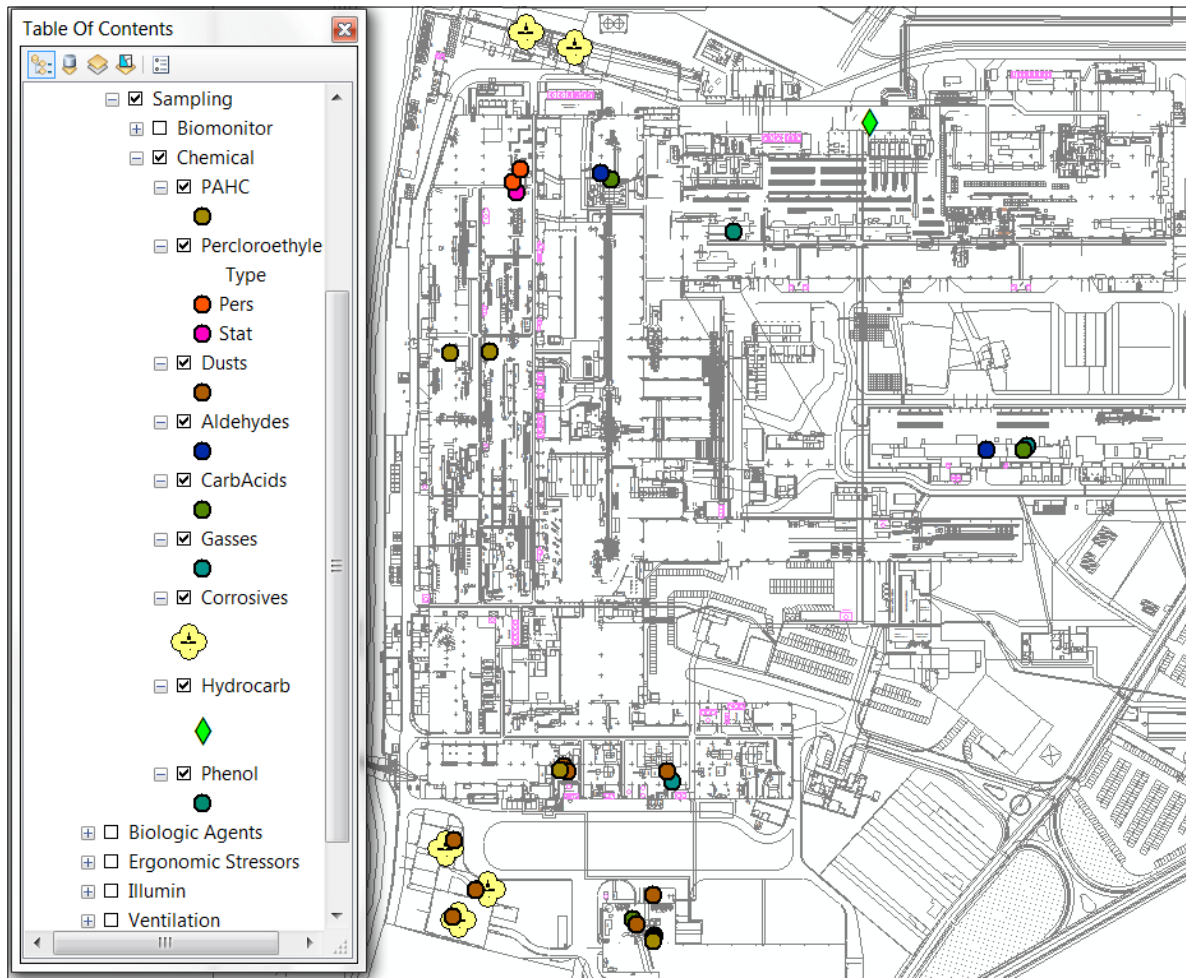 Table Of Contents
Sampling
Biomonitor
Chemical
PAHC
Percloroethyle
Type
Pers
Stat
Dusts
Aldehydes
CarbAcids
Gasses
Corrosives
Hydrocarb
Phenol
Biologic Agents
Ergonomic Stressors
Illumin
Ventilation